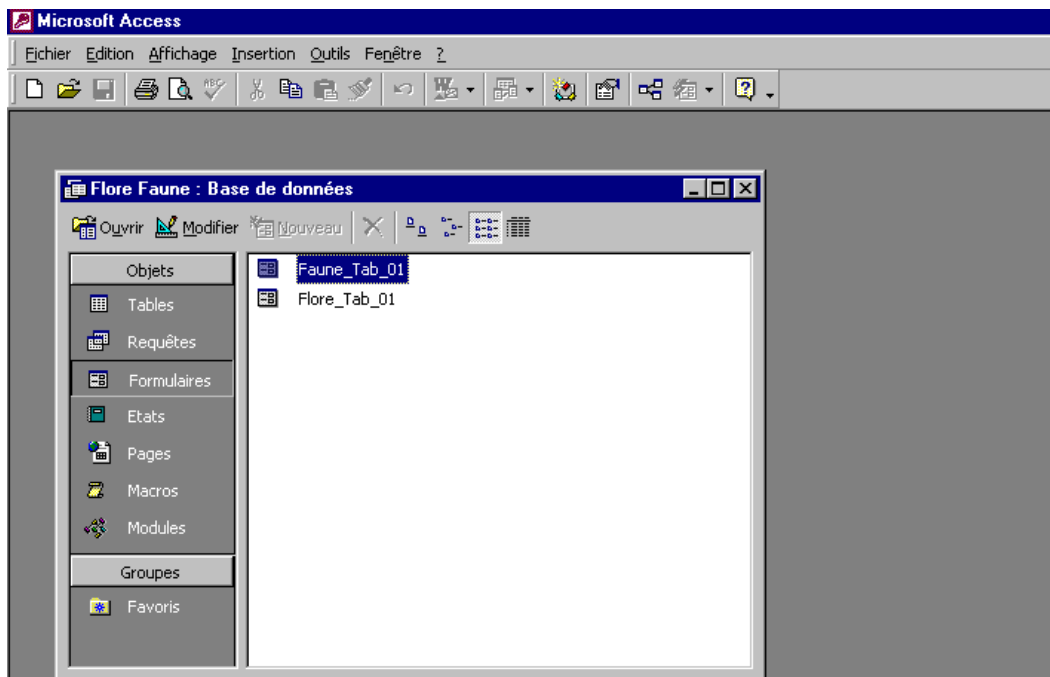 Microsoft Access
Fichier Edition Affichage Insertion Outils Fenêtre ?
Flore Faune : Base de données
Ouvrir Modifier Nouveau
Objets
Faune_Tab_01
Tables
Flore_Tab_01
Requêtes
Formulaires
Etats
Pages
Macros
Modules
Groupes
Favoris